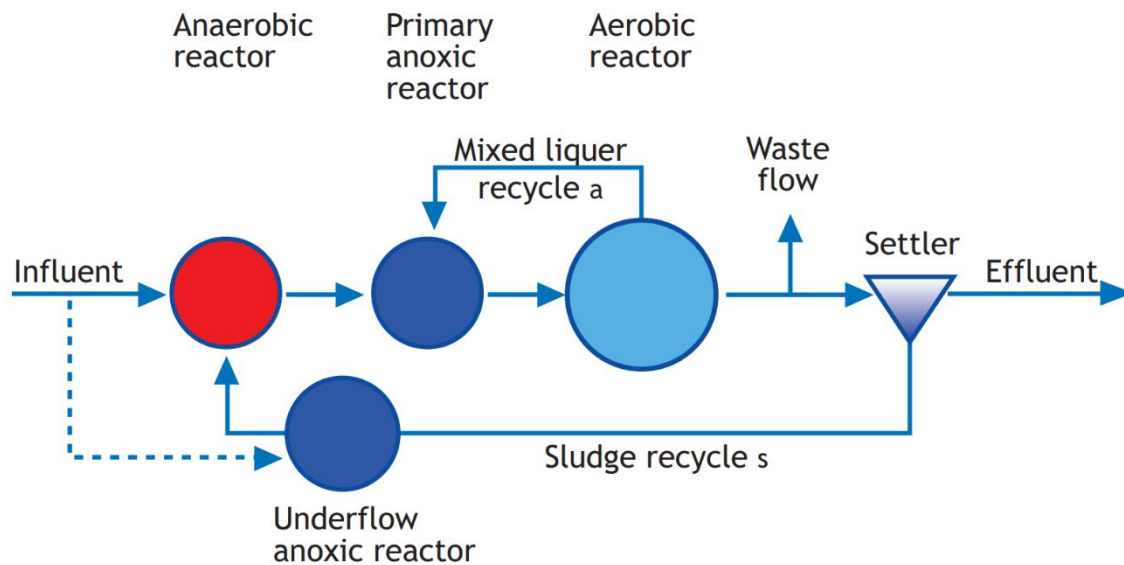 Anaerobic
reactor
Primary
anoxic
reactor
Aerobic
reactor
Mixed liquer
recycle a
Waste
flow
Settler
Influent
Effluent
Sludge recycle s
Underflow
anoxic reactor